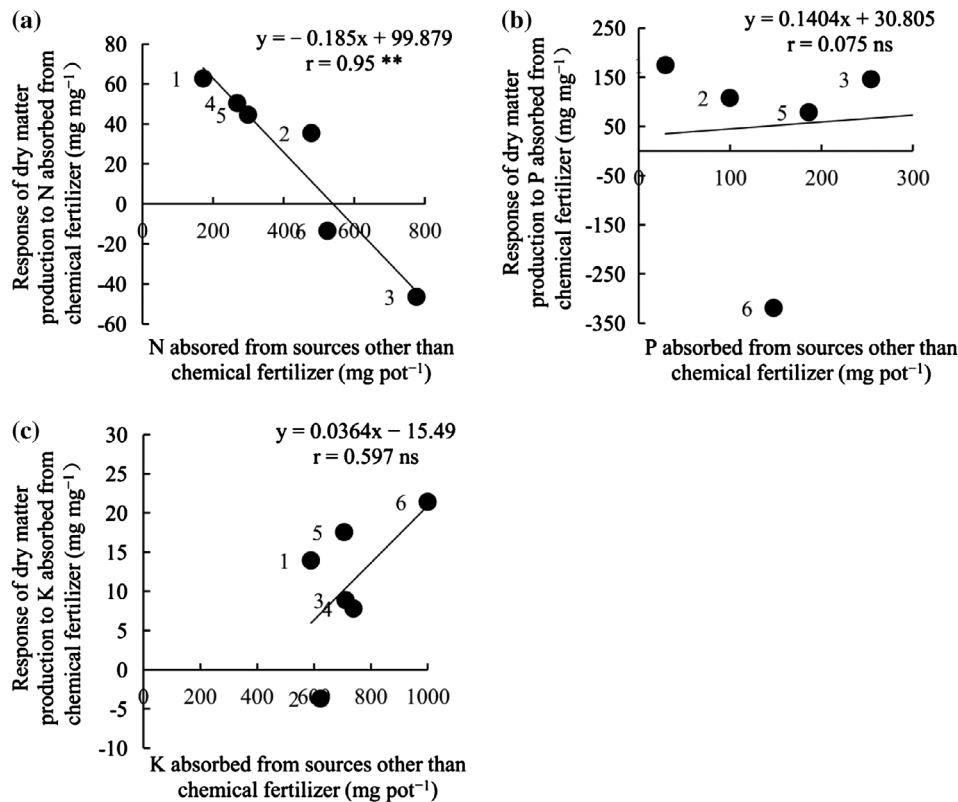 (a)
y = − 0.185x + 99.879
r = 0.95 **
Response of dry matter
production to N absorbed from
chemical fertilizer (mg mg⁻¹)
80
60
40
20
0
-20
-40
-60
0
200
400
600
800
1
4
5
2
6
3
N absored from sources other than
chemical fertilizer (mg pot⁻¹)
(b)
y = 0.1404x + 30.805
r = 0.075 ns
Response of dry matter
production to P absorbed from
chemical fertilizer (mg mg⁻¹)
250
150
50
-50
-150
-250
-350
0
100
200
300
2
5
3
6
P absorbed from sources other than
chemical fertilizer (mg pot⁻¹)
(c)
y = 0.0364x − 15.49
r = 0.597 ns
Response of dry matter
production to K absorbed from
chemical fertilizer (mg mg⁻¹)
30
25
20
15
10
5
0
-5
-10
0
200
400
600
800
1000
6
5
1
3
4
2
K absorbed from sources other than
chemical fertilizer (mg pot⁻¹)